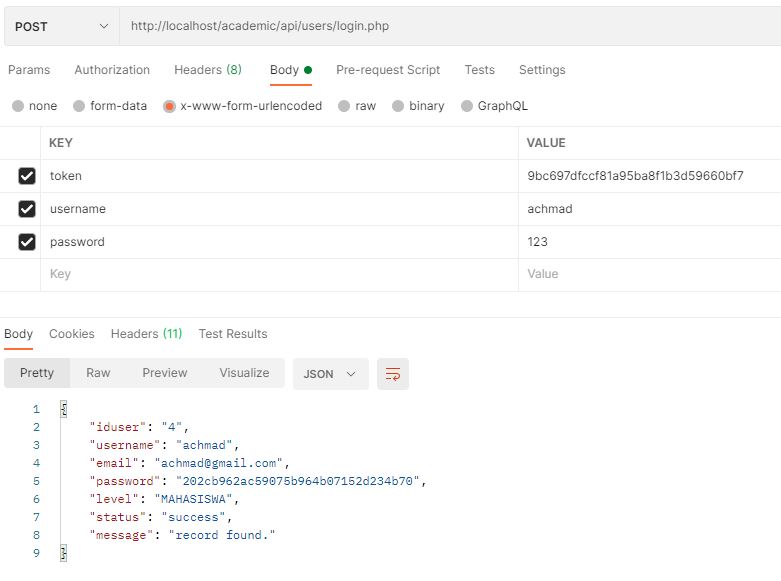 POST http://localhost/academic/api/users/login.php
Params Authorization Headers (8) Body Pre-request Script Tests Settings
none form-data x-www-form-urlencoded raw binary GraphQL
KEY VALUE
token 9bc697dfccf81a95ba8f1b3d59660bf7
username achmad
password 123
Key Value
Body Cookies Headers (11) Test Results
Pretty Raw Preview Visualize JSON
1 {
2 "iduser": "4",
3 "username": "achmad",
4 "email": "achmad@gmail.com",
5 "password": "202cb962ac59075b964b07152d234b70",
6 "level": "MAHASISWA",
7 "status": "success",
8 "message": "record found."
9 }